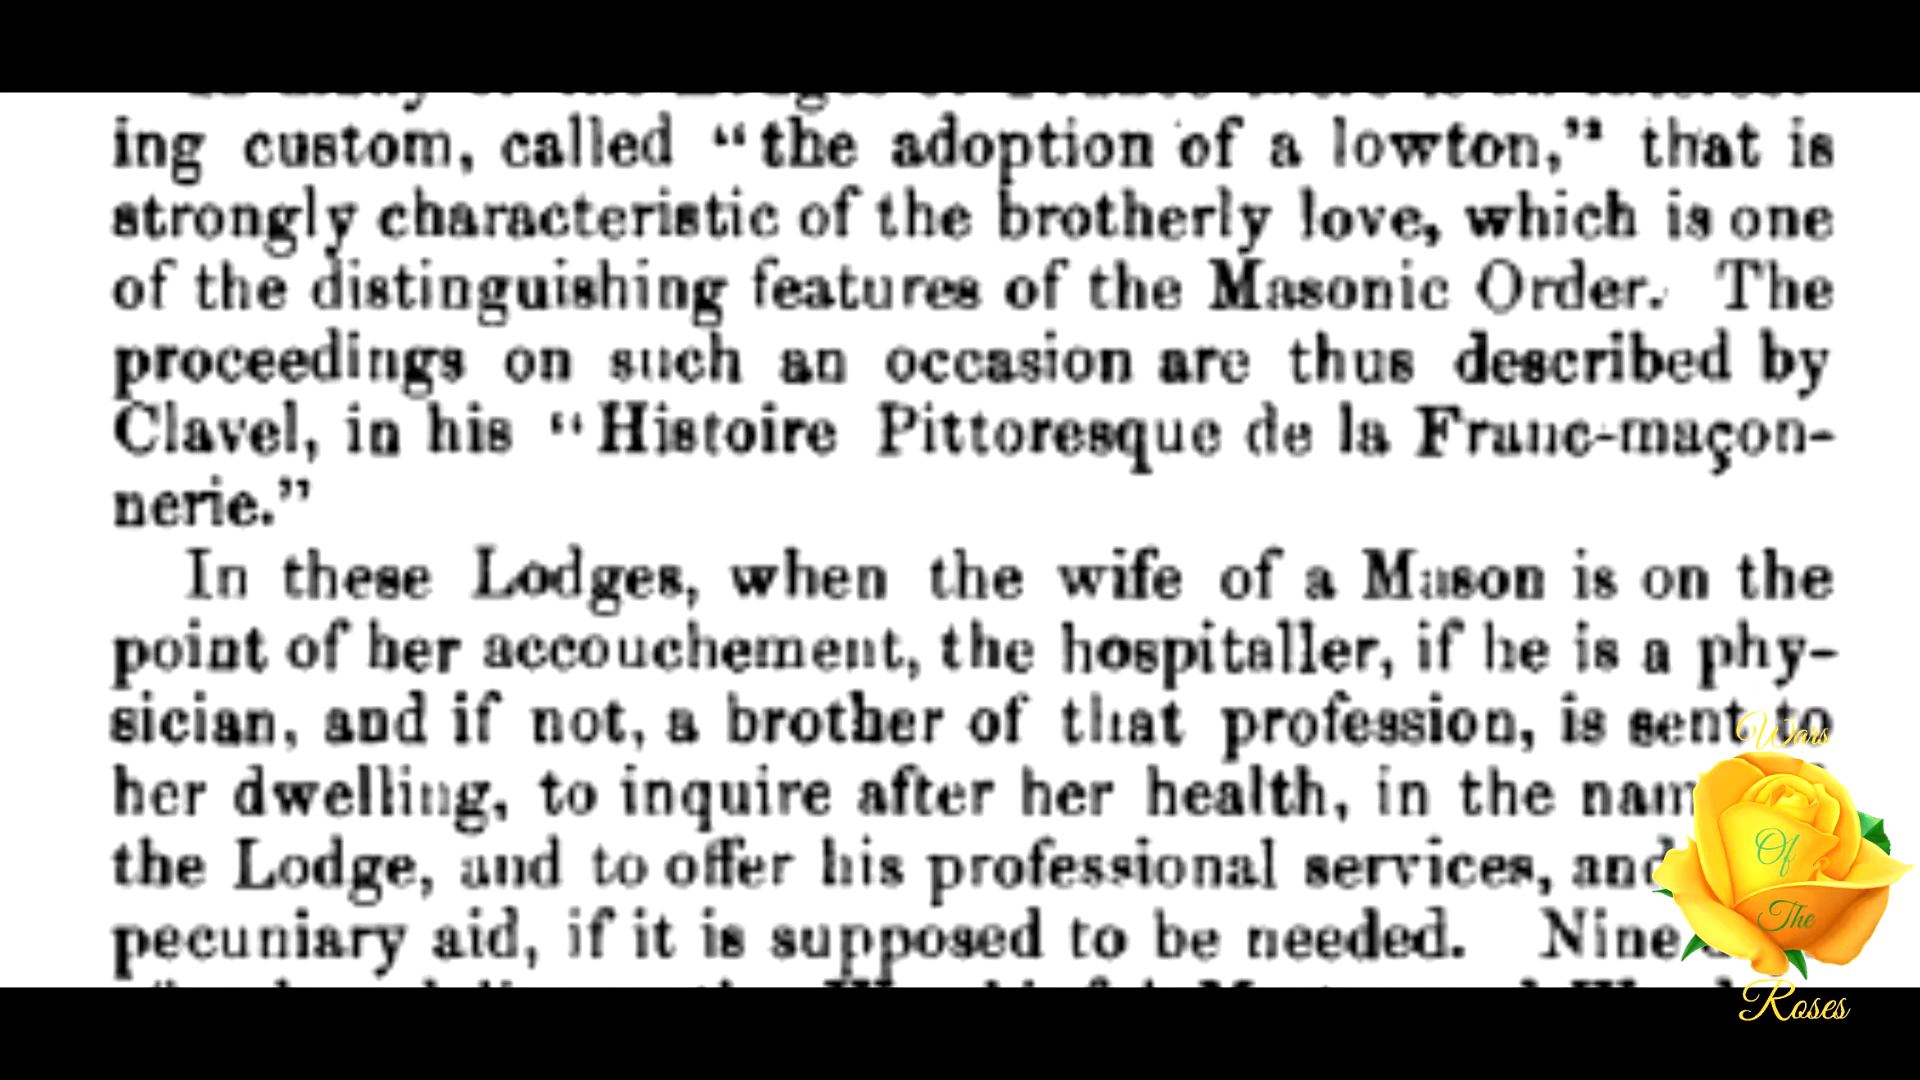 ing custom, called "the adoption of a lowton," that is
strongly characteristic of the brotherly love, which is one
of the distinguishing features of the Masonic Order. The
proceedings on such an occasion are thus described by
Clavel, in his "Histoire Pittoresque de la Franc-maçon-
nerie."
In these Lodges, when the wife of a Mason is on the
point of her accouchement, the hospitaller, if he is a phy-
sician, and if not, a brother of that profession, is sent to
her dwelling, to inquire after her health, in the
the Lodge, and to offer his professional services, and
pecuniary aid, if it is supposed to be needed. Nine
Wars
Of
The
Roses